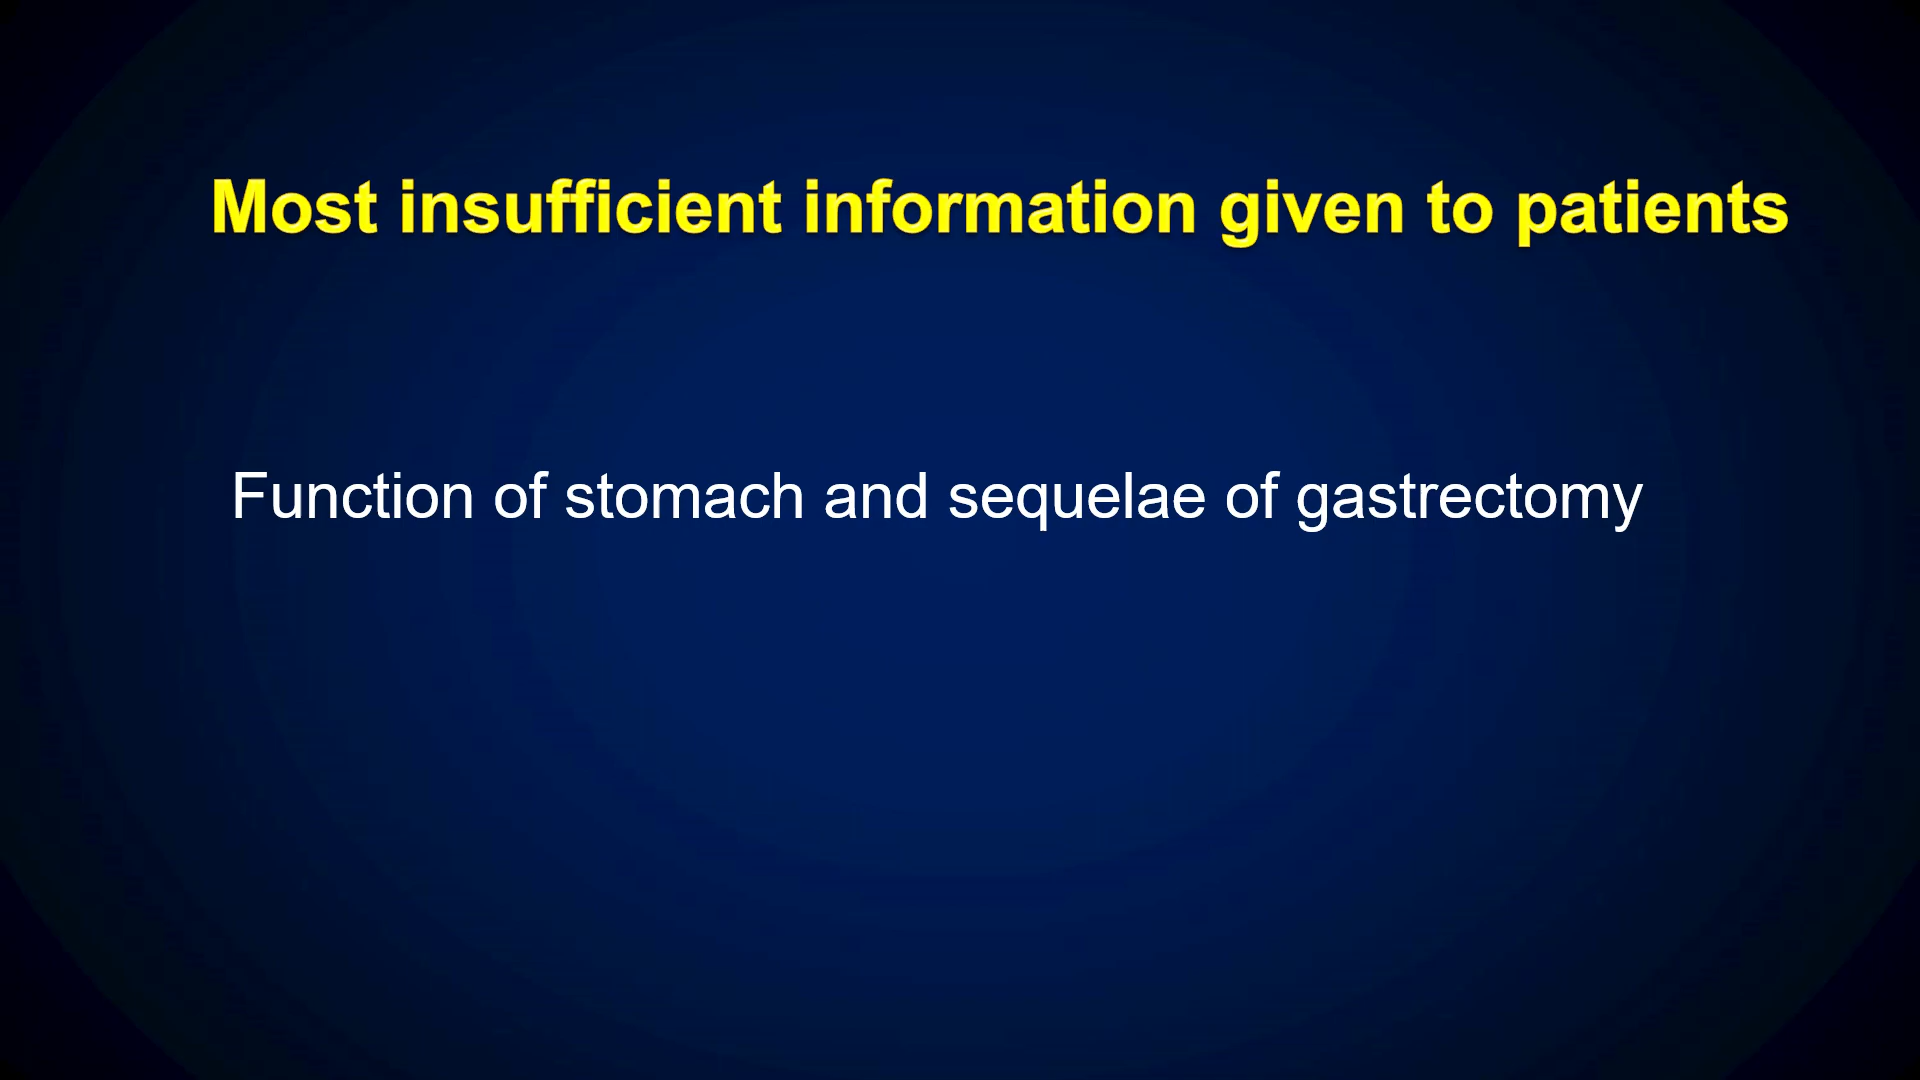 Most insufficient information given to patients
Function of stomach and sequelae of gastrectomy